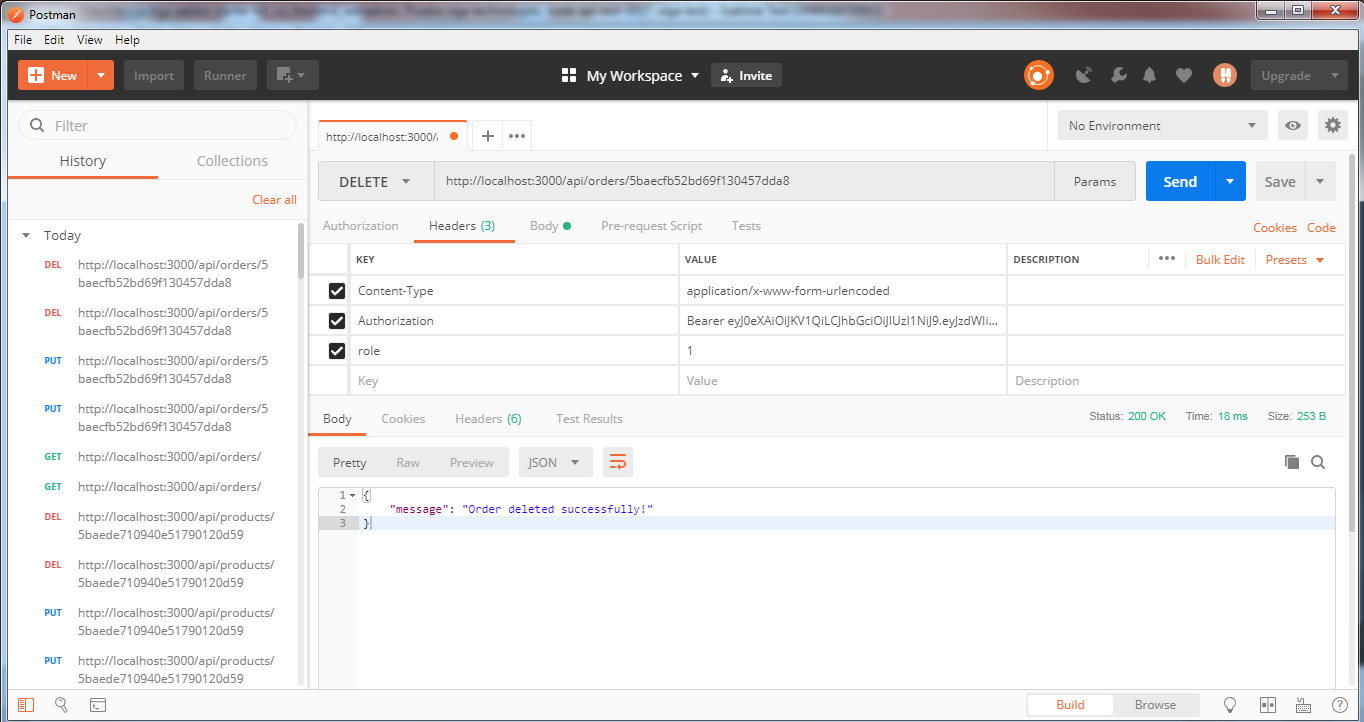 Postman
File Edit View Help
New Import Runner My Workspace Invite Upgrade
Filter
History Collections
Clear all
Today
DEL http://localhost:3000/api/orders/5
baecfb52bd69f130457dda8
DEL http://localhost:3000/api/orders/5
baecfb52bd69f130457dda8
PUT http://localhost:3000/api/orders/5
baecfb52bd69f130457dda8
PUT http://localhost:3000/api/orders/5
baecfb52bd69f130457dda8
GET http://localhost:3000/api/orders/
GET http://localhost:3000/api/orders/
DEL http://localhost:3000/api/products/
5baede710940e51790120d59
DEL http://localhost:3000/api/products/
5baede710940e51790120d59
PUT http://localhost:3000/api/products/
5baede710940e51790120d59
PUT http://localhost:3000/api/products/
5baede710940e51790120d59
http://localhost:3000/a No Environment
DELETE http://localhost:3000/api/orders/5baecfb52bd69f130457dda8 Params Send Save
Authorization Headers (3) Body Pre-request Script Tests Cookies Code
KEY VALUE DESCRIPTION ••• Bulk Edit Presets
Content-Type application/x-www-form-urlencoded
Authorization Bearer eyJ0eXAiOiJKV1QiLCJhbGciOiJIUzI1NiJ9.eyJzdWIi...
role 1
Key Value Description
Body Cookies Headers (6) Test Results Status: 200 OK Time: 18 ms Size: 253 B
Pretty Raw Preview JSON
1 {
2 "message": "Order deleted successfully!"
3 }
Build Browse